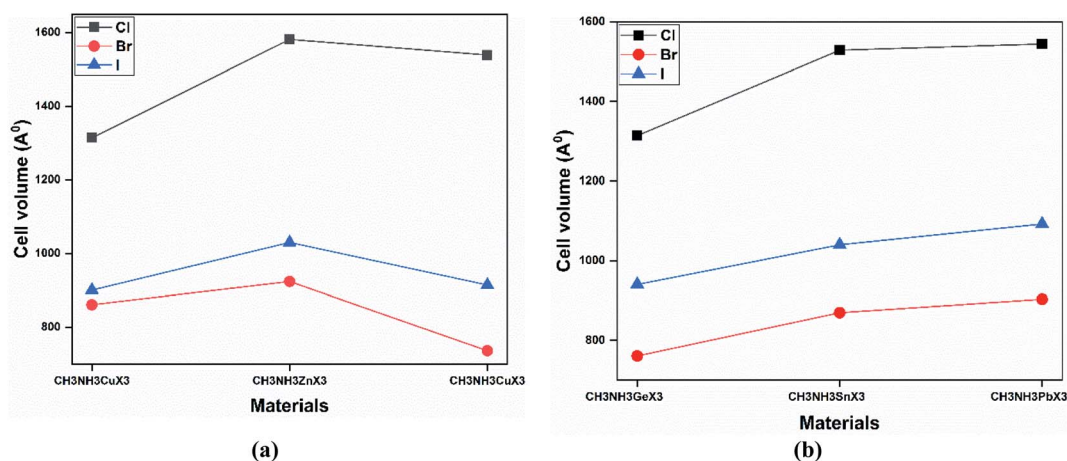 Cl
Br
I
1600
1400
1200
1000
800
Cell volume (A⁰)
CH3NH3CuX3
CH3NH3ZnX3
CH3NH3CuX3
Materials
(a)
Cl
Br
I
1600
1400
1200
1000
800
Cell volume (A⁰)
CH3NH3GeX3
CH3NH3SnX3
CH3NH3PbX3
Materials
(b)